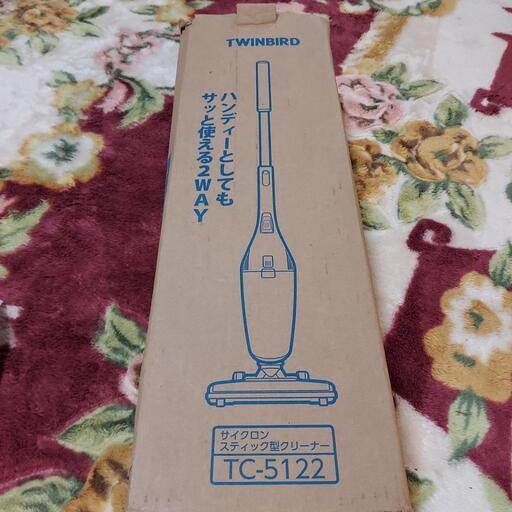 TWINBIRD
ハンディーとしても
サッと使える2WAY
サイクロン
スティック型クリーナー
TC-5122